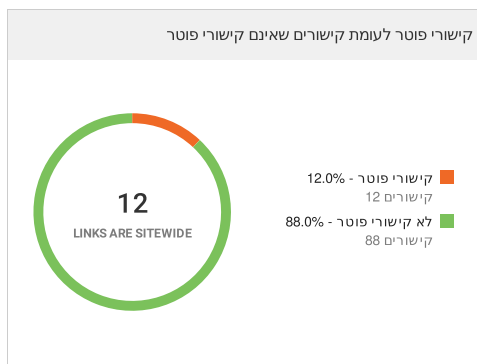 קישורי פוטר לעומת קישורים שאינם קישורי פוטר
12
LINKS ARE SITEWIDE
קישורי פוטר - 12.0%
12 קישורים
לא קישורי פוטר - 88.0%
88 קישורים